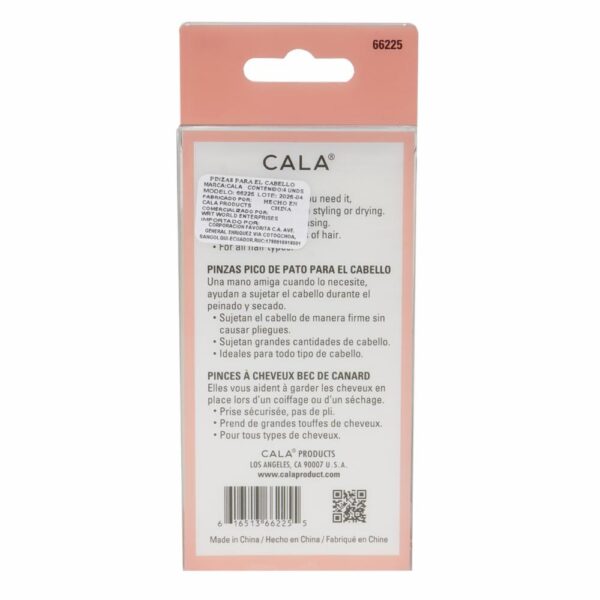 66225
CALA®
PINZAS PARA EL CABELLO
MARCA:CALA CONTENIDO:4 UNDS
MODELO: 66225 LOTE: 2025-04
FABRICADO POR: HECHO EN
CALA PRODUCTS CHINA
COMERCIALIZADO POR:
WRT WORLD ENTERPRISES
IMPORTADO POR:
CORPORACIÓN FAVORITA C.A. AVE.
GENERAL ENRIQUEZ VIA COTOGCHOA,
SANGOLQUI-ECUADOR.RUC:
you need it,
styling or drying.
of hair.
• For all hair types.
PINZAS PICO DE PATO PARA EL CABELLO
Una mano amiga cuando lo necesite,
ayudan a sujetar el cabello durante el
peinado y secado.
• Sujetan el cabello de manera firme sin
causar pliegues.
• Sujetan grandes cantidades de cabello.
• Ideales para todo tipo de cabello.
PINCES À CHEVEUX BEC DE CANARD
Elles vous aident à garder les cheveux en
place lors d'un coiffage ou d'un séchage.
• Prise sécurisée, pas de pli.
• Prend de grandes touffes de cheveux.
• Pour tous types de cheveux.
CALA® PRODUCTS
LOS ANGELES, CA 90007 U.S.A.
www.calaproduct.com
6 16513 66225 5
Made in China / Hecho en China / Fabriqué en Chine